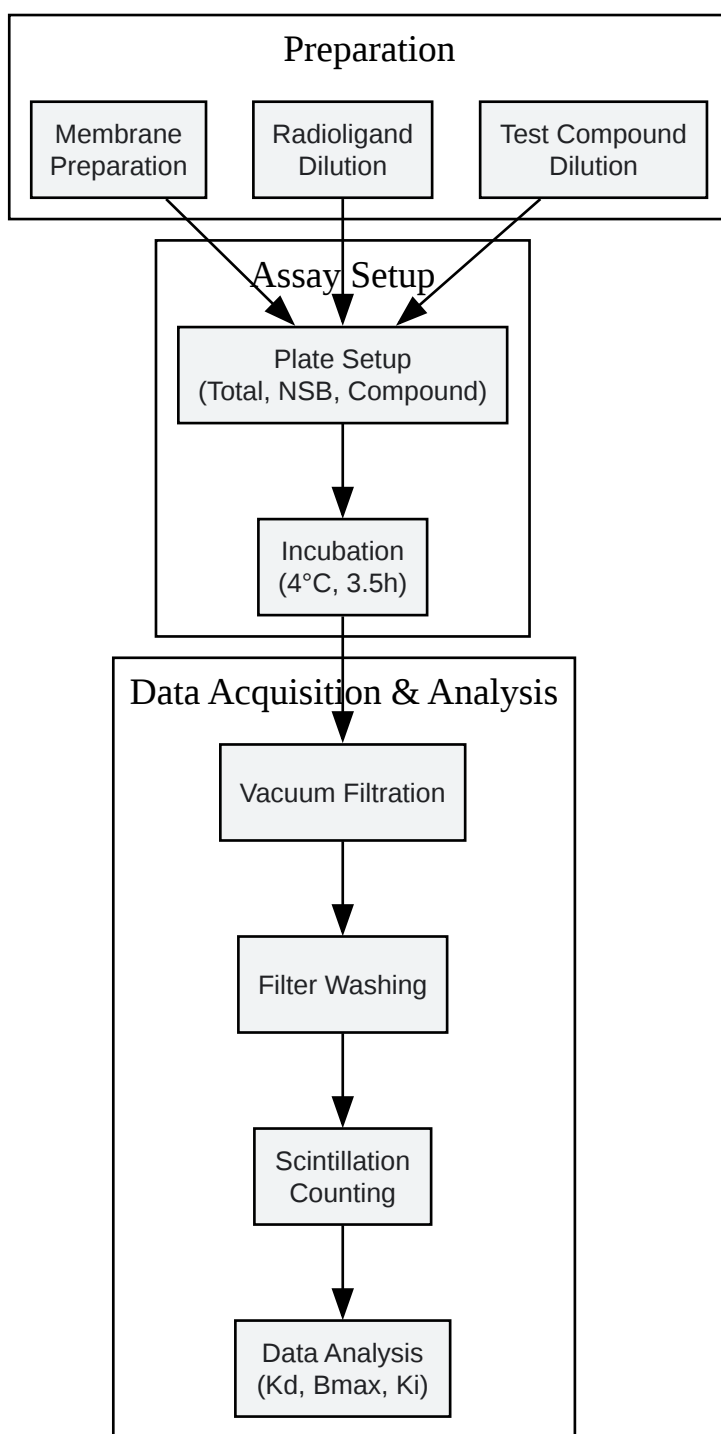 Preparation
Membrane
Preparation
Radioligand
Dilution
Test Compound
Dilution
Assay Setup
Plate Setup
(Total, NSB, Compound)
Incubation
(4°C, 3.5h)
Data Acquisition & Analysis
Vacuum Filtration
Filter Washing
Scintillation
Counting
Data Analysis
(Kd, Bmax, Ki)